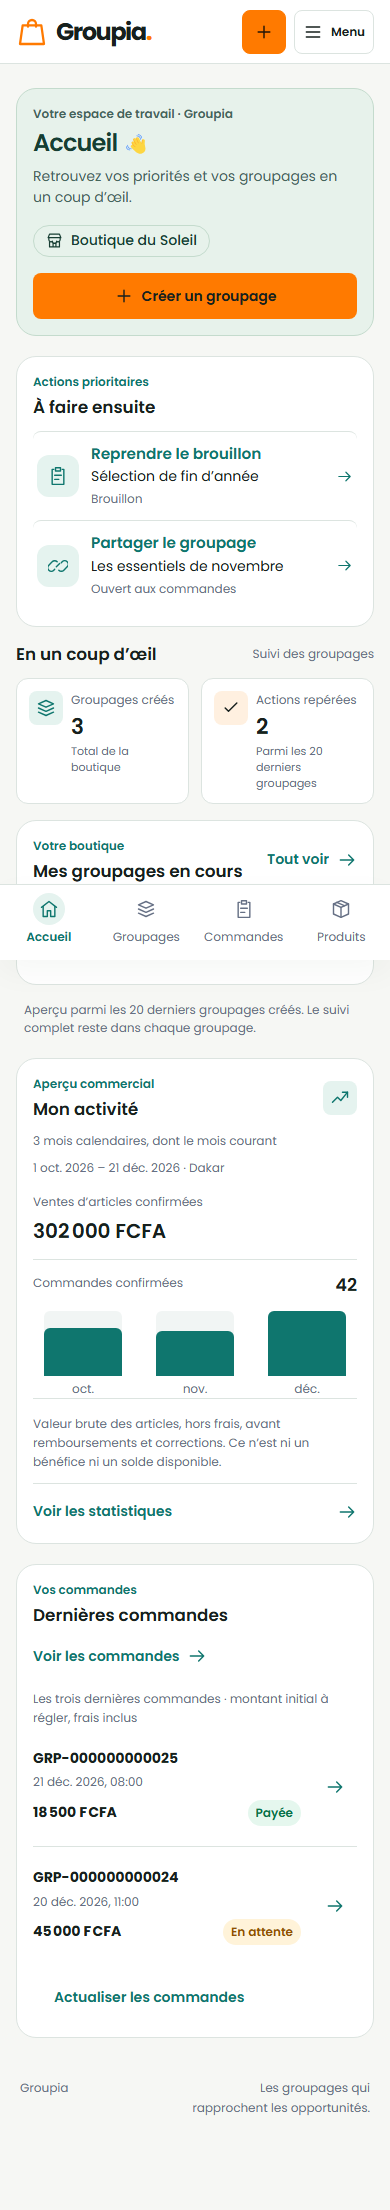 Groupia.
Menu
Votre espace de travail · Groupia
Accueil 👋
Retrouvez vos priorités et vos groupages en
un coup d’œil.
Boutique du Soleil
Créer un groupage
Actions prioritaires
À faire ensuite
Reprendre le brouillon
Sélection de fin d’année
Brouillon
Partager le groupage
Les essentiels de novembre
Ouvert aux commandes
En un coup d’œil
Suivi des groupages
Groupages créés
3
Total de la
boutique
Actions repérées
2
Parmi les 20
derniers
groupages
Votre boutique
Mes groupages en cours
Tout voir
Accueil
Groupages
Commandes
Produits
Aperçu parmi les 20 derniers groupages créés. Le suivi
complet reste dans chaque groupage.
Aperçu commercial
Mon activité
3 mois calendaires, dont le mois courant
1 oct. 2026 – 21 déc. 2026 · Dakar
Ventes d’articles confirmées
302 000 FCFA
Commandes confirmées
42
oct.
nov.
déc.
Valeur brute des articles, hors frais, avant
remboursements et corrections. Ce n’est ni un
bénéfice ni un solde disponible.
Voir les statistiques
Vos commandes
Dernières commandes
Voir les commandes
Les trois dernières commandes · montant initial à
régler, frais inclus
GRP-000000000025
21 déc. 2026, 08:00
18 500 FCFA
Payée
GRP-000000000024
20 déc. 2026, 11:00
45 000 FCFA
En attente
Actualiser les commandes
Groupia
Les groupages qui
rapprochent les opportunités.